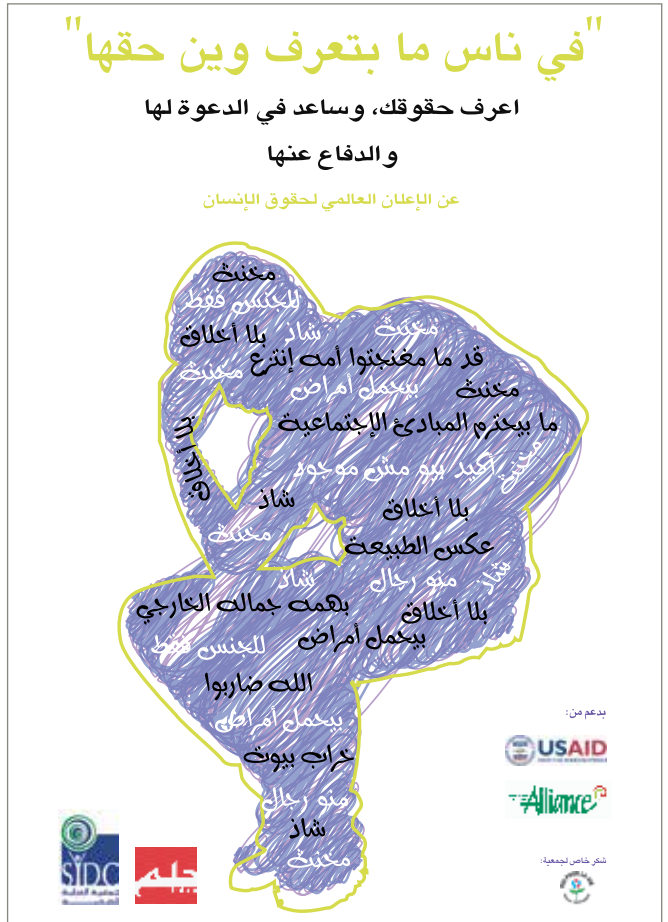 "في ناس ما بتعرف وين حقها"
اعرف حقوقك، وساعد في الدعوة لها
والدفاع عنها
عن الإعلان العالمي لحقوق الإنسان
مخنث
للجنس فقط
مخنث
شاذ
بلا أخلاق
قد ما مغنجتوا أمه إنتزع
مخنث
بيحمل أمراض
مخنث
بلا أخلاق
ما بيحترم المبادئ الإجتماعية
مخنث
أكيد بيو مش موجود
شاذ
بلا أخلاق
مخنث
عكس الطبيعة
شاذ
منو رجال
شاذ
بهمه جماله الخارجي
بلا أخلاق
للجنس فقط
بيحمل أمراض
الله ضاربوا
بيحمل أمراض
خراب بيوت
منو رجال
شاذ
مخنث
بدعم من:
USAID
Alliance
شكر خاص لجمعية:
SIDC
حلم